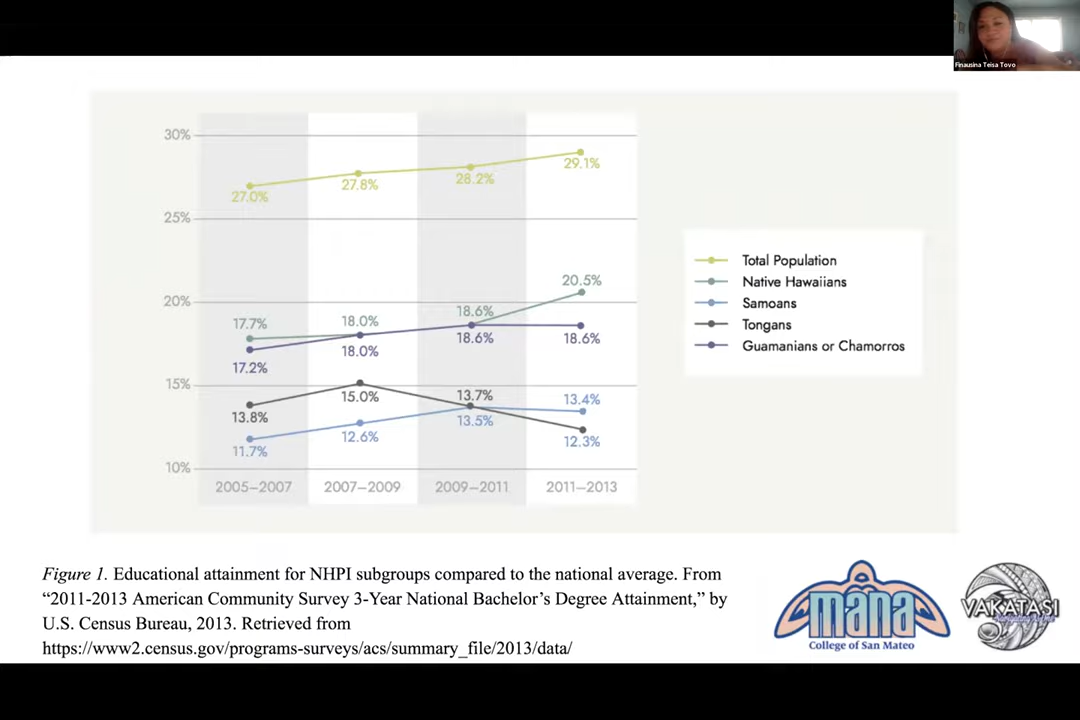 Finausina Teisa Tovo
30%
29.1%
27.0%
27.8%
28.2%
25%
20%
20.5%
17.7%
18.0%
18.6%
17.2%
18.0%
18.6%
18.6%
15%
13.8%
15.0%
13.7%
13.4%
11.7%
12.6%
13.5%
12.3%
10%
2005–2007
2007–2009
2009–2011
2011–2013
Total Population
Native Hawaiians
Samoans
Tongans
Guamanians or Chamorros
Figure 1. Educational attainment for NHPI subgroups compared to the national average. From
“2011-2013 American Community Survey 3-Year National Bachelor’s Degree Attainment,” by
U.S. Census Bureau, 2013. Retrieved from
https://www2.census.gov/programs-surveys/acs/summary_file/2013/data/
mana
College of San Mateo
VAKATASI